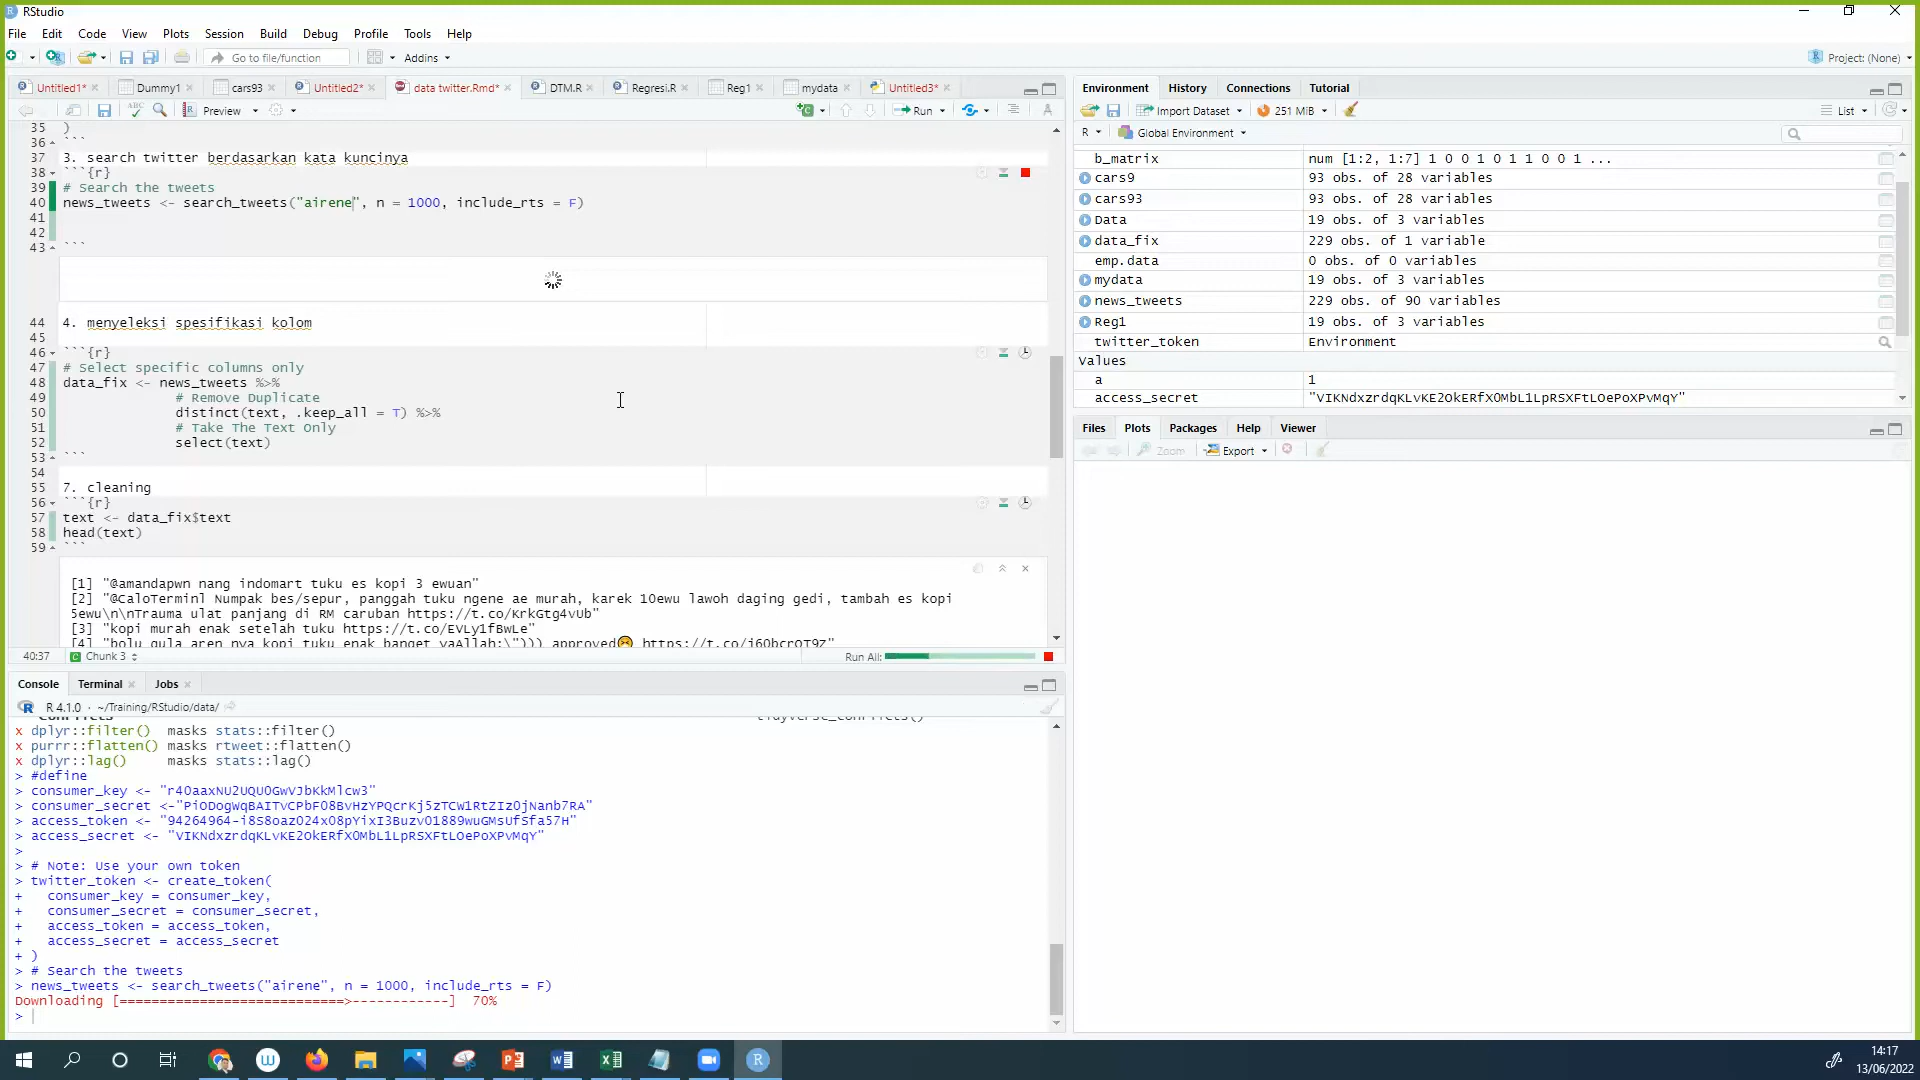 RStudio
File Edit Code View Plots Session Build Debug Profile Tools Help
Go to file/function Addins Project: (None)
Untitled1* Dummy1 cars93 Untitled2* data twitter.Rmd* DTM.R Regresi.R Reg1 mydata Untitled3*
ABC Preview Run
35 )
36 ```
37 3. search twitter berdasarkan kata kuncinya
38 ```{r}
39 # Search the tweets
40 news_tweets <- search_tweets("airene", n = 1000, include_rts = F)
41
42
43 ```
44 4. menyeleksi spesifikasi kolom
45
46 ```{r}
47 # Select specific columns only
48 data_fix <- news_tweets %>%
49 # Remove Duplicate
50 distinct(text, .keep_all = T) %>%
51 # Take The Text Only
52 select(text)
53 ```
54
55 7. cleaning
56 ```{r}
57 text <- data_fix$text
58 head(text)
59 ```
[1] "@amandapwn nang indomart tuku es kopi 3 ewuan"
[2] "@CaloTerminl Numpak bes/sepur, panggah tuku ngene ae murah, karek 10ewu lawoh daging gedi, tambah es kopi
5ewu\n\nTrauma ulat panjang di RM caruban https://t.co/KrkGtg4vUb"
[3] "kopi murah enak setelah tuku https://t.co/EVLy1fBwLe"
[4] "bolu gula aren nya kopi tuku enak banget yaAllah:\"))) approved😆 https://t.co/j6ObcrOT9Z"
40:37 Chunk 3 Run All:
Console Terminal Jobs
R 4.1.0 · ~/Training/RStudio/data/
Conflicts tidyverse_conflicts()
x dplyr::filter() masks stats::filter()
x purrr::flatten() masks rtweet::flatten()
x dplyr::lag() masks stats::lag()
> #define
> consumer_key <- "r40aaxNU2UQU0GwVJbKkMlcw3"
> consumer_secret <-"PiODogWqBAITvCPbF08BvHzYPQcrKj5zTCW1RtZIz0jNanb7RA"
> access_token <- "94264964-i8S8oaz024x08pYixI3Buzv01889wuGMsUfSfa57H"
> access_secret <- "VIKNdxzrdqKLvKE2OkERfX0MbL1LpRSXFtLOePoXPvMqY"
>
> # Note: Use your own token
> twitter_token <- create_token(
+ consumer_key = consumer_key,
+ consumer_secret = consumer_secret,
+ access_token = access_token,
+ access_secret = access_secret
+ )
> # Search the tweets
> news_tweets <- search_tweets("airene", n = 1000, include_rts = F)
Downloading [============================>------------] 70%
>
Environment History Connections Tutorial
Import Dataset 251 MiB List
R Global Environment
b_matrix num [1:2, 1:7] 1 0 0 1 0 1 1 0 0 1 ...
cars9 93 obs. of 28 variables
cars93 93 obs. of 28 variables
Data 19 obs. of 3 variables
data_fix 229 obs. of 1 variable
emp.data 0 obs. of 0 variables
mydata 19 obs. of 3 variables
news_tweets 229 obs. of 90 variables
Reg1 19 obs. of 3 variables
twitter_token Environment
Values
a 1
access_secret "VIKNdxzrdqKLvKE2OkERfX0MbL1LpRSXFtLOePoXPvMqY"
Files Plots Packages Help Viewer
Zoom Export
14:17
13/06/2022